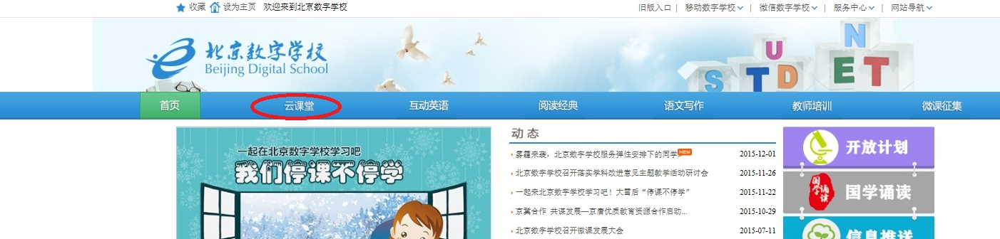 收藏 设为主页 欢迎来到北京数字学校 旧版入口 | 移动数字学校 | 微信数字学校 | 服务中心 | 网站导航
北京数字学校
Beijing Digital School
S T U D N E T
首页 云课堂 互动英语 阅读经典 语文写作 教师培训 微课征集
一起在北京数字学校学习吧
我们停课不停学
动态
雾霾来袭，北京数字学校服务弹性安排下的同学 NEW 2015-12-01
北京数字学校召开落实学科改进意见主题教学活动研讨会 2015-11-26
一起来北京数字学校学习吧！大雪后“停课不停学” 2015-11-22
京冀合作 共谋发展—京唐优质教育资源合作启动... 2015-10-29
北京数字学校召开微课发展大会 2015-07-11
开放计划
国学诵读
国学诵读
信息推送